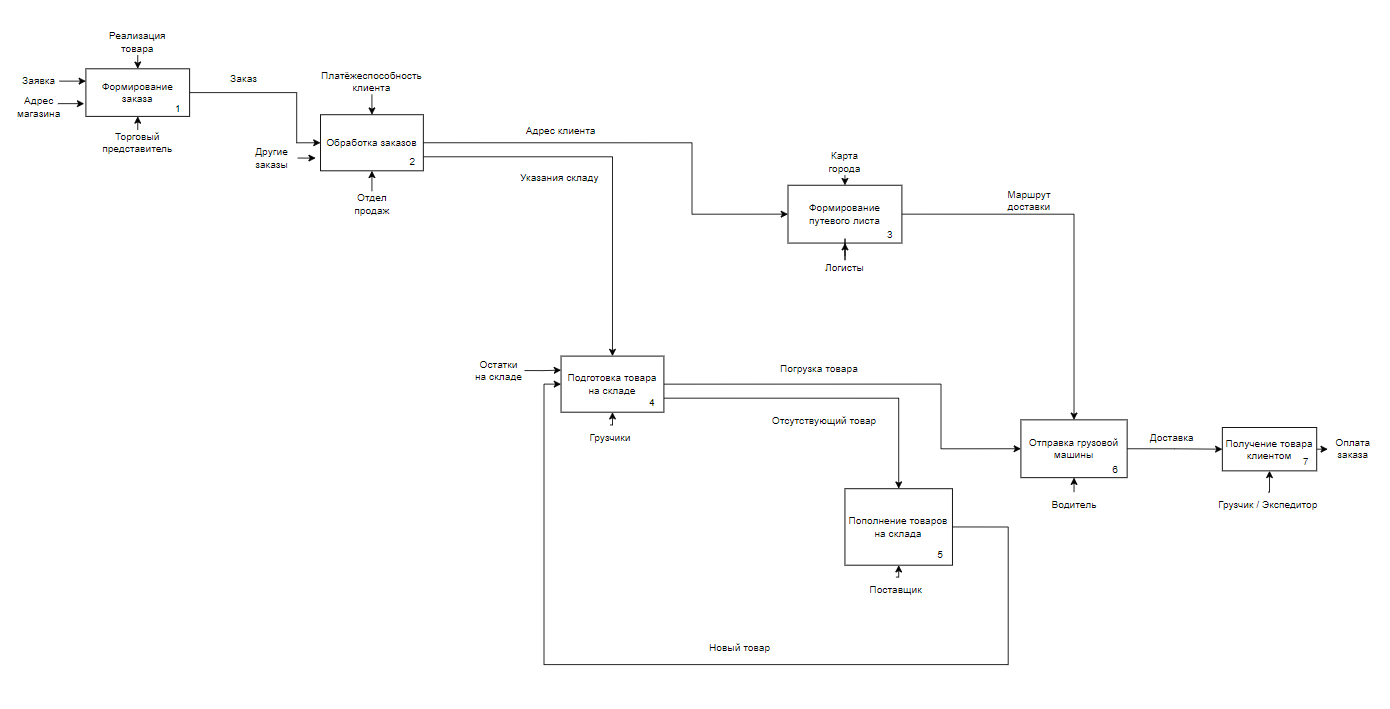 Реализация
товара
Заявка
Адрес
магазина
Формирование
заказа
1
Торговый
представитель
Заказ
Платёжеспособность
клиента
Другие
заказы
Обработка заказов
2
Отдел
продаж
Адрес клиента
Указания складу
Карта
города
Формирование
путевого листа
3
Логисты
Маршрут
доставки
Остатки
на складе
Подготовка товара
на складе
4
Грузчики
Погрузка товара
Отсутствующий товар
Отправка грузовой
машины
6
Водитель
Доставка
Получение товара
клиентом
7
Грузчик / Экспедитор
Оплата
заказа
Пополнение товаров
на склада
5
Поставщик
Новый товар